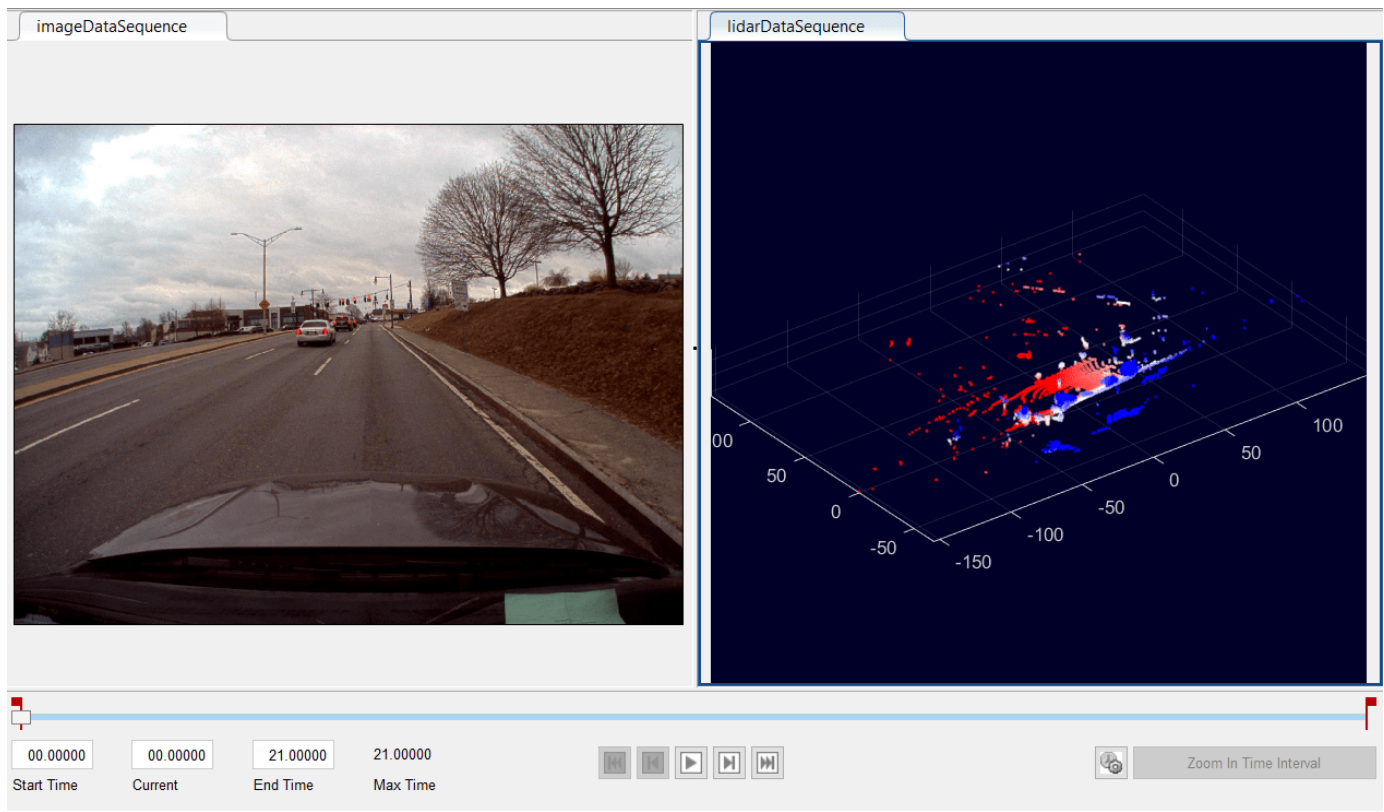 imageDataSequence
lidarDataSequence
00
50
0
-50
-150
-100
-50
0
50
100
00.00000
00.00000
21.00000
21.00000
Start Time
Current
End Time
Max Time
Zoom In Time Interval